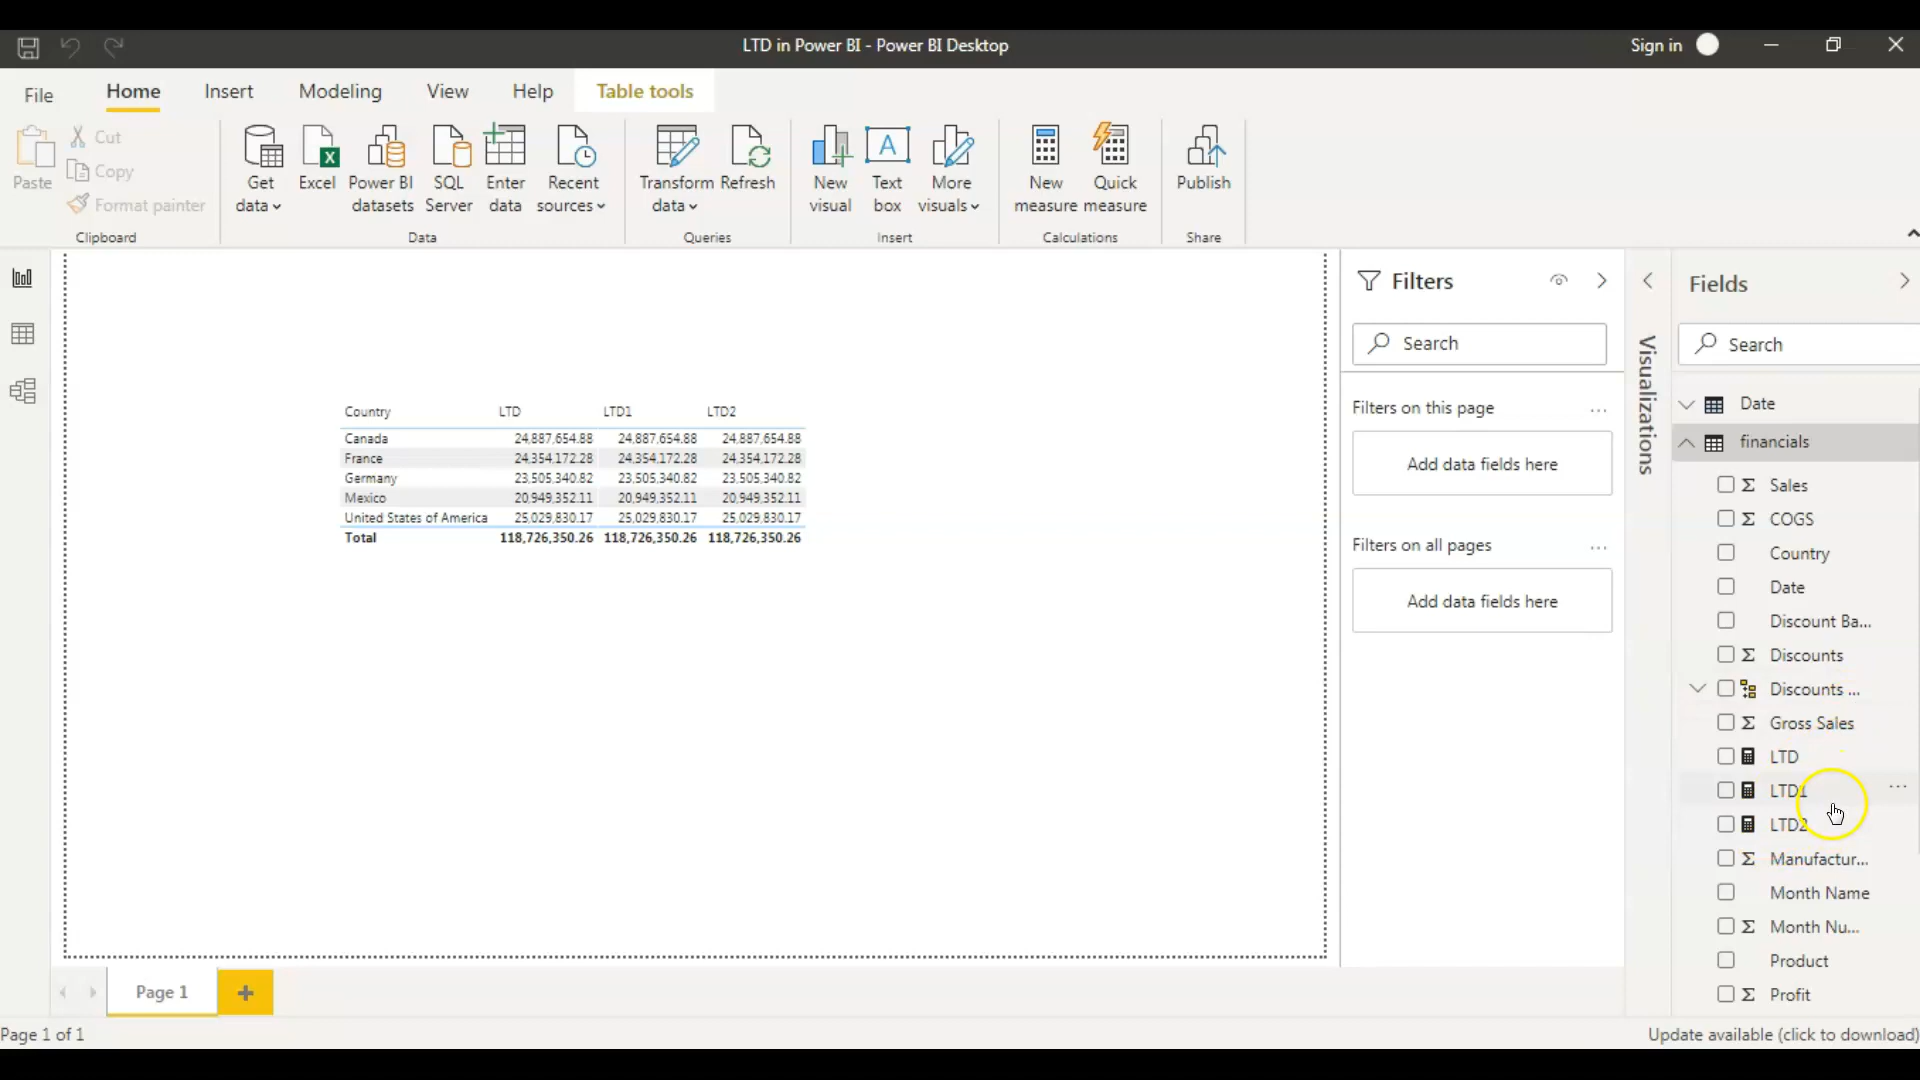 LTD in Power BI - Power BI Desktop
Sign in
File
Home
Insert
Modeling
View
Help
Table tools
Paste
Cut
Copy
Format painter
Clipboard
Get data
Excel
Power BI datasets
SQL Server
Enter data
Recent sources
Data
Transform data
Refresh
Queries
New visual
Text box
More visuals
Insert
New measure
Quick measure
Calculations
Publish
Share
Country LTD LTD1 LTD2
Canada 24,887,654.88 24,887,654.88 24,887,654.88
France 24,354,172.28 24,354,172.28 24,354,172.28
Germany 23,505,340.82 23,505,340.82 23,505,340.82
Mexico 20,949,352.11 20,949,352.11 20,949,352.11
United States of America 25,029,830.17 25,029,830.17 25,029,830.17
Total 118,726,350.26 118,726,350.26 118,726,350.26
Filters
Search
Filters on this page
Add data fields here
Filters on all pages
Add data fields here
Visualizations
Fields
Search
Date
financials
Sales
COGS
Country
Date
Discount Ba...
Discounts
Discounts ...
Gross Sales
LTD
LTD1
LTD2
Manufactur...
Month Name
Month Nu...
Product
Profit
Page 1
Page 1 of 1
Update available (click to download)